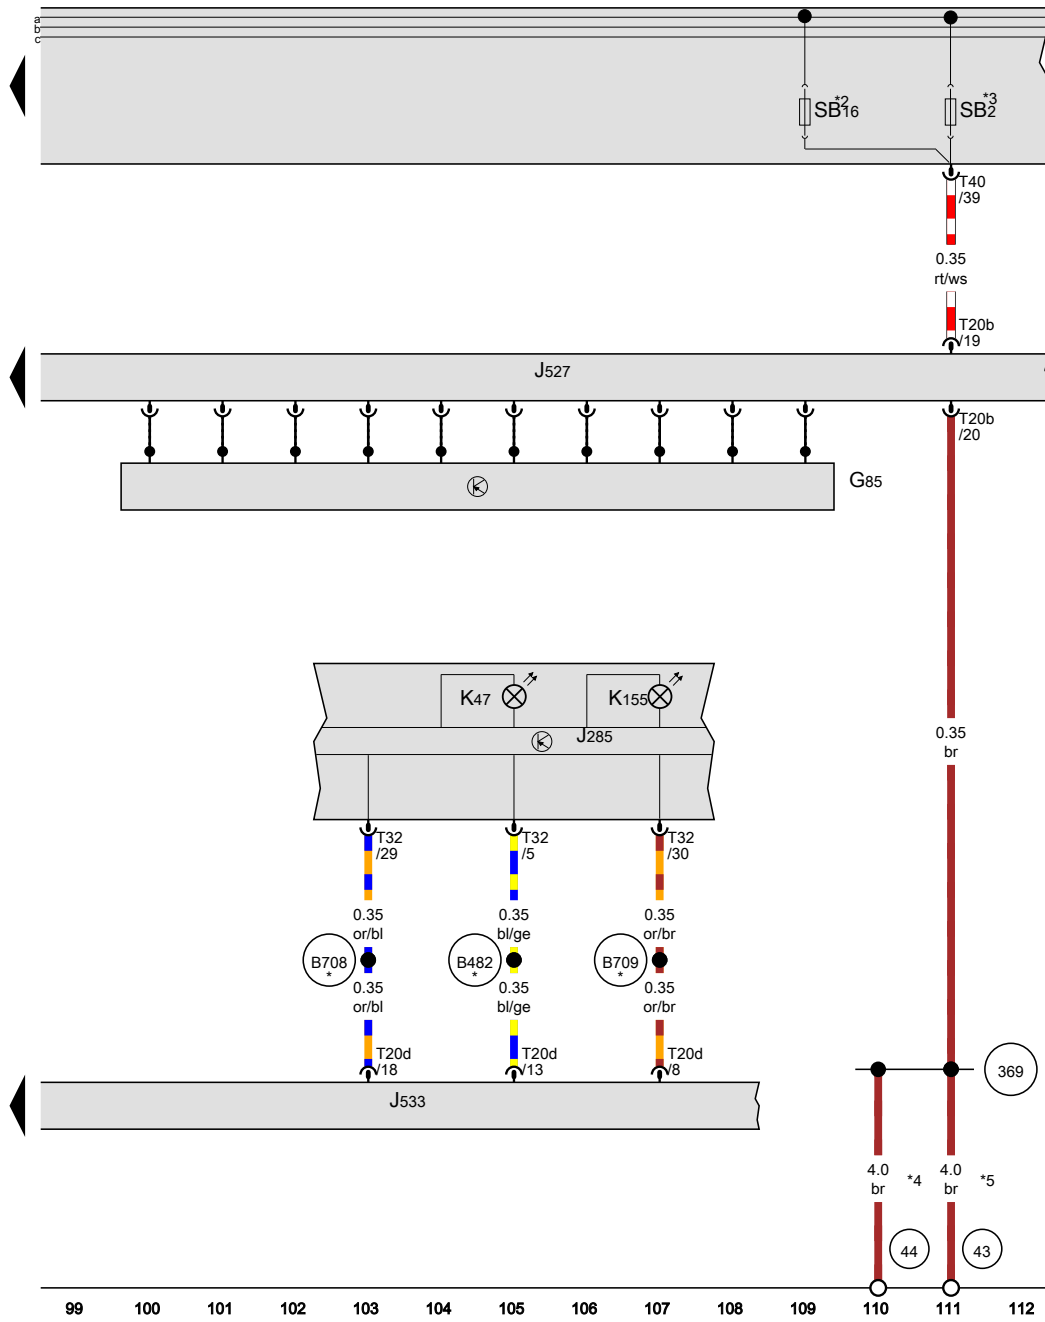 a
b
c
SB16 *2
SB2 *3
T40
/39
0.35
rt/ws
T20b
/19
J527
T20b
/20
G85
K47
K155
J285
0.35
br
T32
/29
T32
/5
T32
/30
0.35
or/bl
0.35
bl/ge
0.35
or/br
B708
*
B482
*
B709
*
0.35
or/bl
0.35
bl/ge
0.35
or/br
T20d
/18
T20d
/13
T20d
/8
J533
369
4.0
br
*4
4.0
br
*5
44
43
99 100 101 102 103 104 105 106 107 108 109 110 111 112